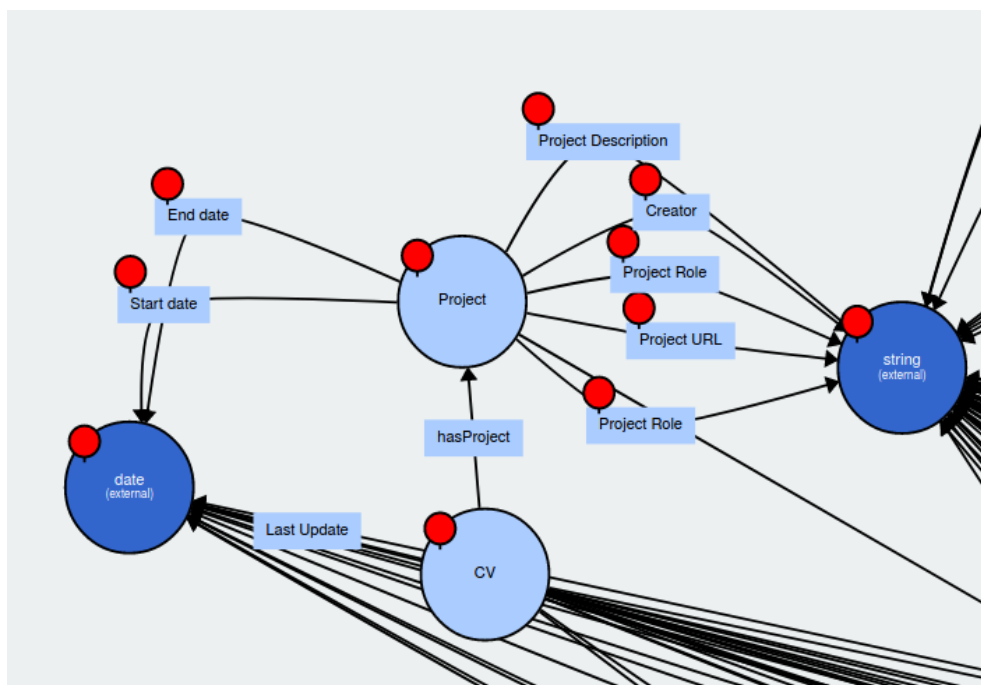 Project Description
End date
Creator
Project Role
Start date
Project
Project URL
string
(external)
Project Role
hasProject
date
(external)
Last Update
CV